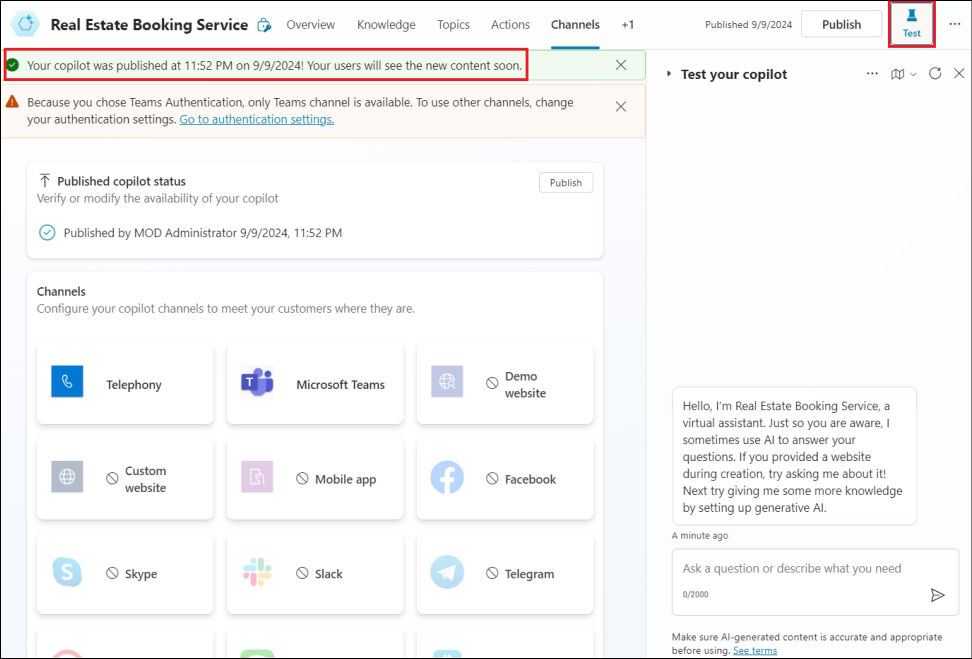 Real Estate Booking Service
Overview
Knowledge
Topics
Actions
Channels
+1
Published 9/9/2024
Publish
Test
Your copilot was published at 11:52 PM on 9/9/2024! Your users will see the new content soon.
Because you chose Teams Authentication, only Teams channel is available. To use other channels, change
your authentication settings. Go to authentication settings.
Published copilot status
Publish
Verify or modify the availability of your copilot
Published by MOD Administrator 9/9/2024, 11:52 PM
Channels
Configure your copilot channels to meet your customers where they are.
Telephony
T
Microsoft Teams
Demo
website
Custom
website
Mobile app
Facebook
S
Skype
Slack
Telegram
Test your copilot
Hello, I'm Real Estate Booking Service, a
virtual assistant. Just so you are aware, I
sometimes use AI to answer your
questions. If you provided a website
during creation, try asking me about it!
Next try giving me some more knowledge
by setting up generative AI.
A minute ago
Ask a question or describe what you need
0/2000
Make sure AI-generated content is accurate and appropriate
before using. See terms